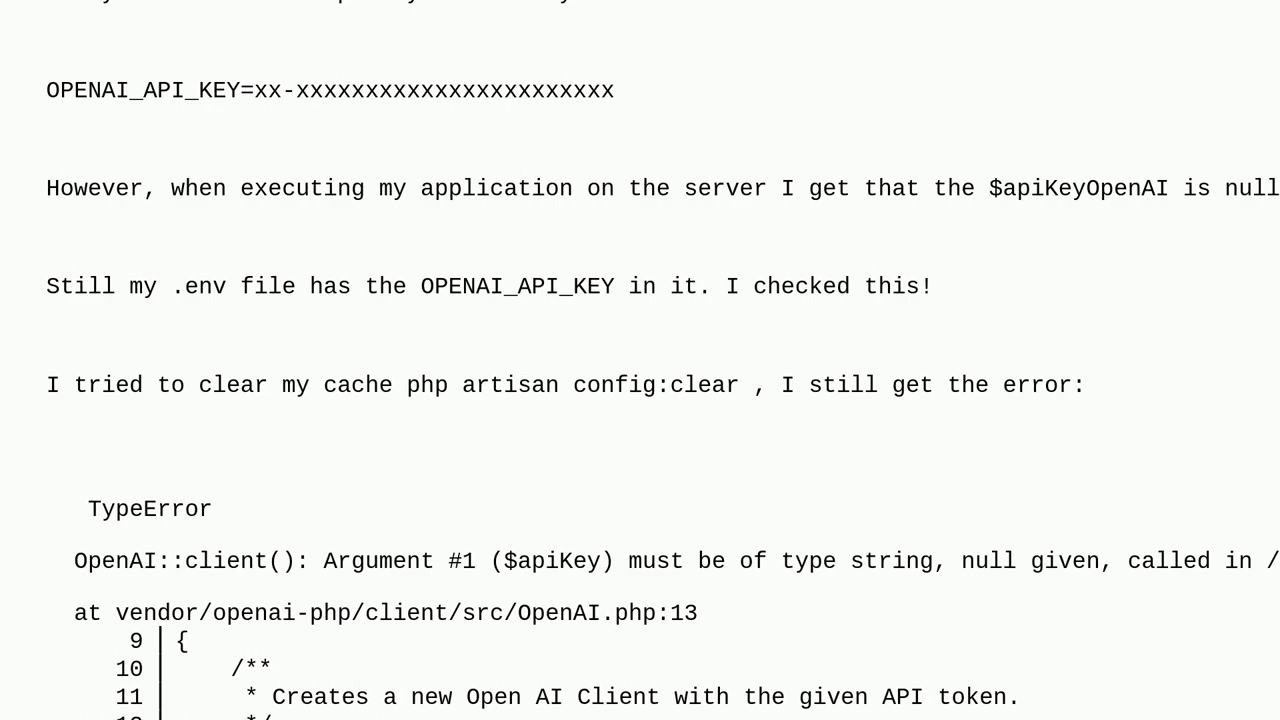 OPENAI_API_KEY=xx-xxxxxxxxxxxxxxxxxxxxxxx
However, when executing my application on the server I get that the $apiKeyOpenAI is null
Still my .env file has the OPENAI_API_KEY in it. I checked this!
I tried to clear my cache php artisan config:clear , I still get the error:
TypeError
OpenAI::client(): Argument #1 ($apiKey) must be of type string, null given, called in /
at vendor/openai-php/client/src/OpenAI.php:13
9 | {
10 | /**
11 | * Creates a new Open AI Client with the given API token.